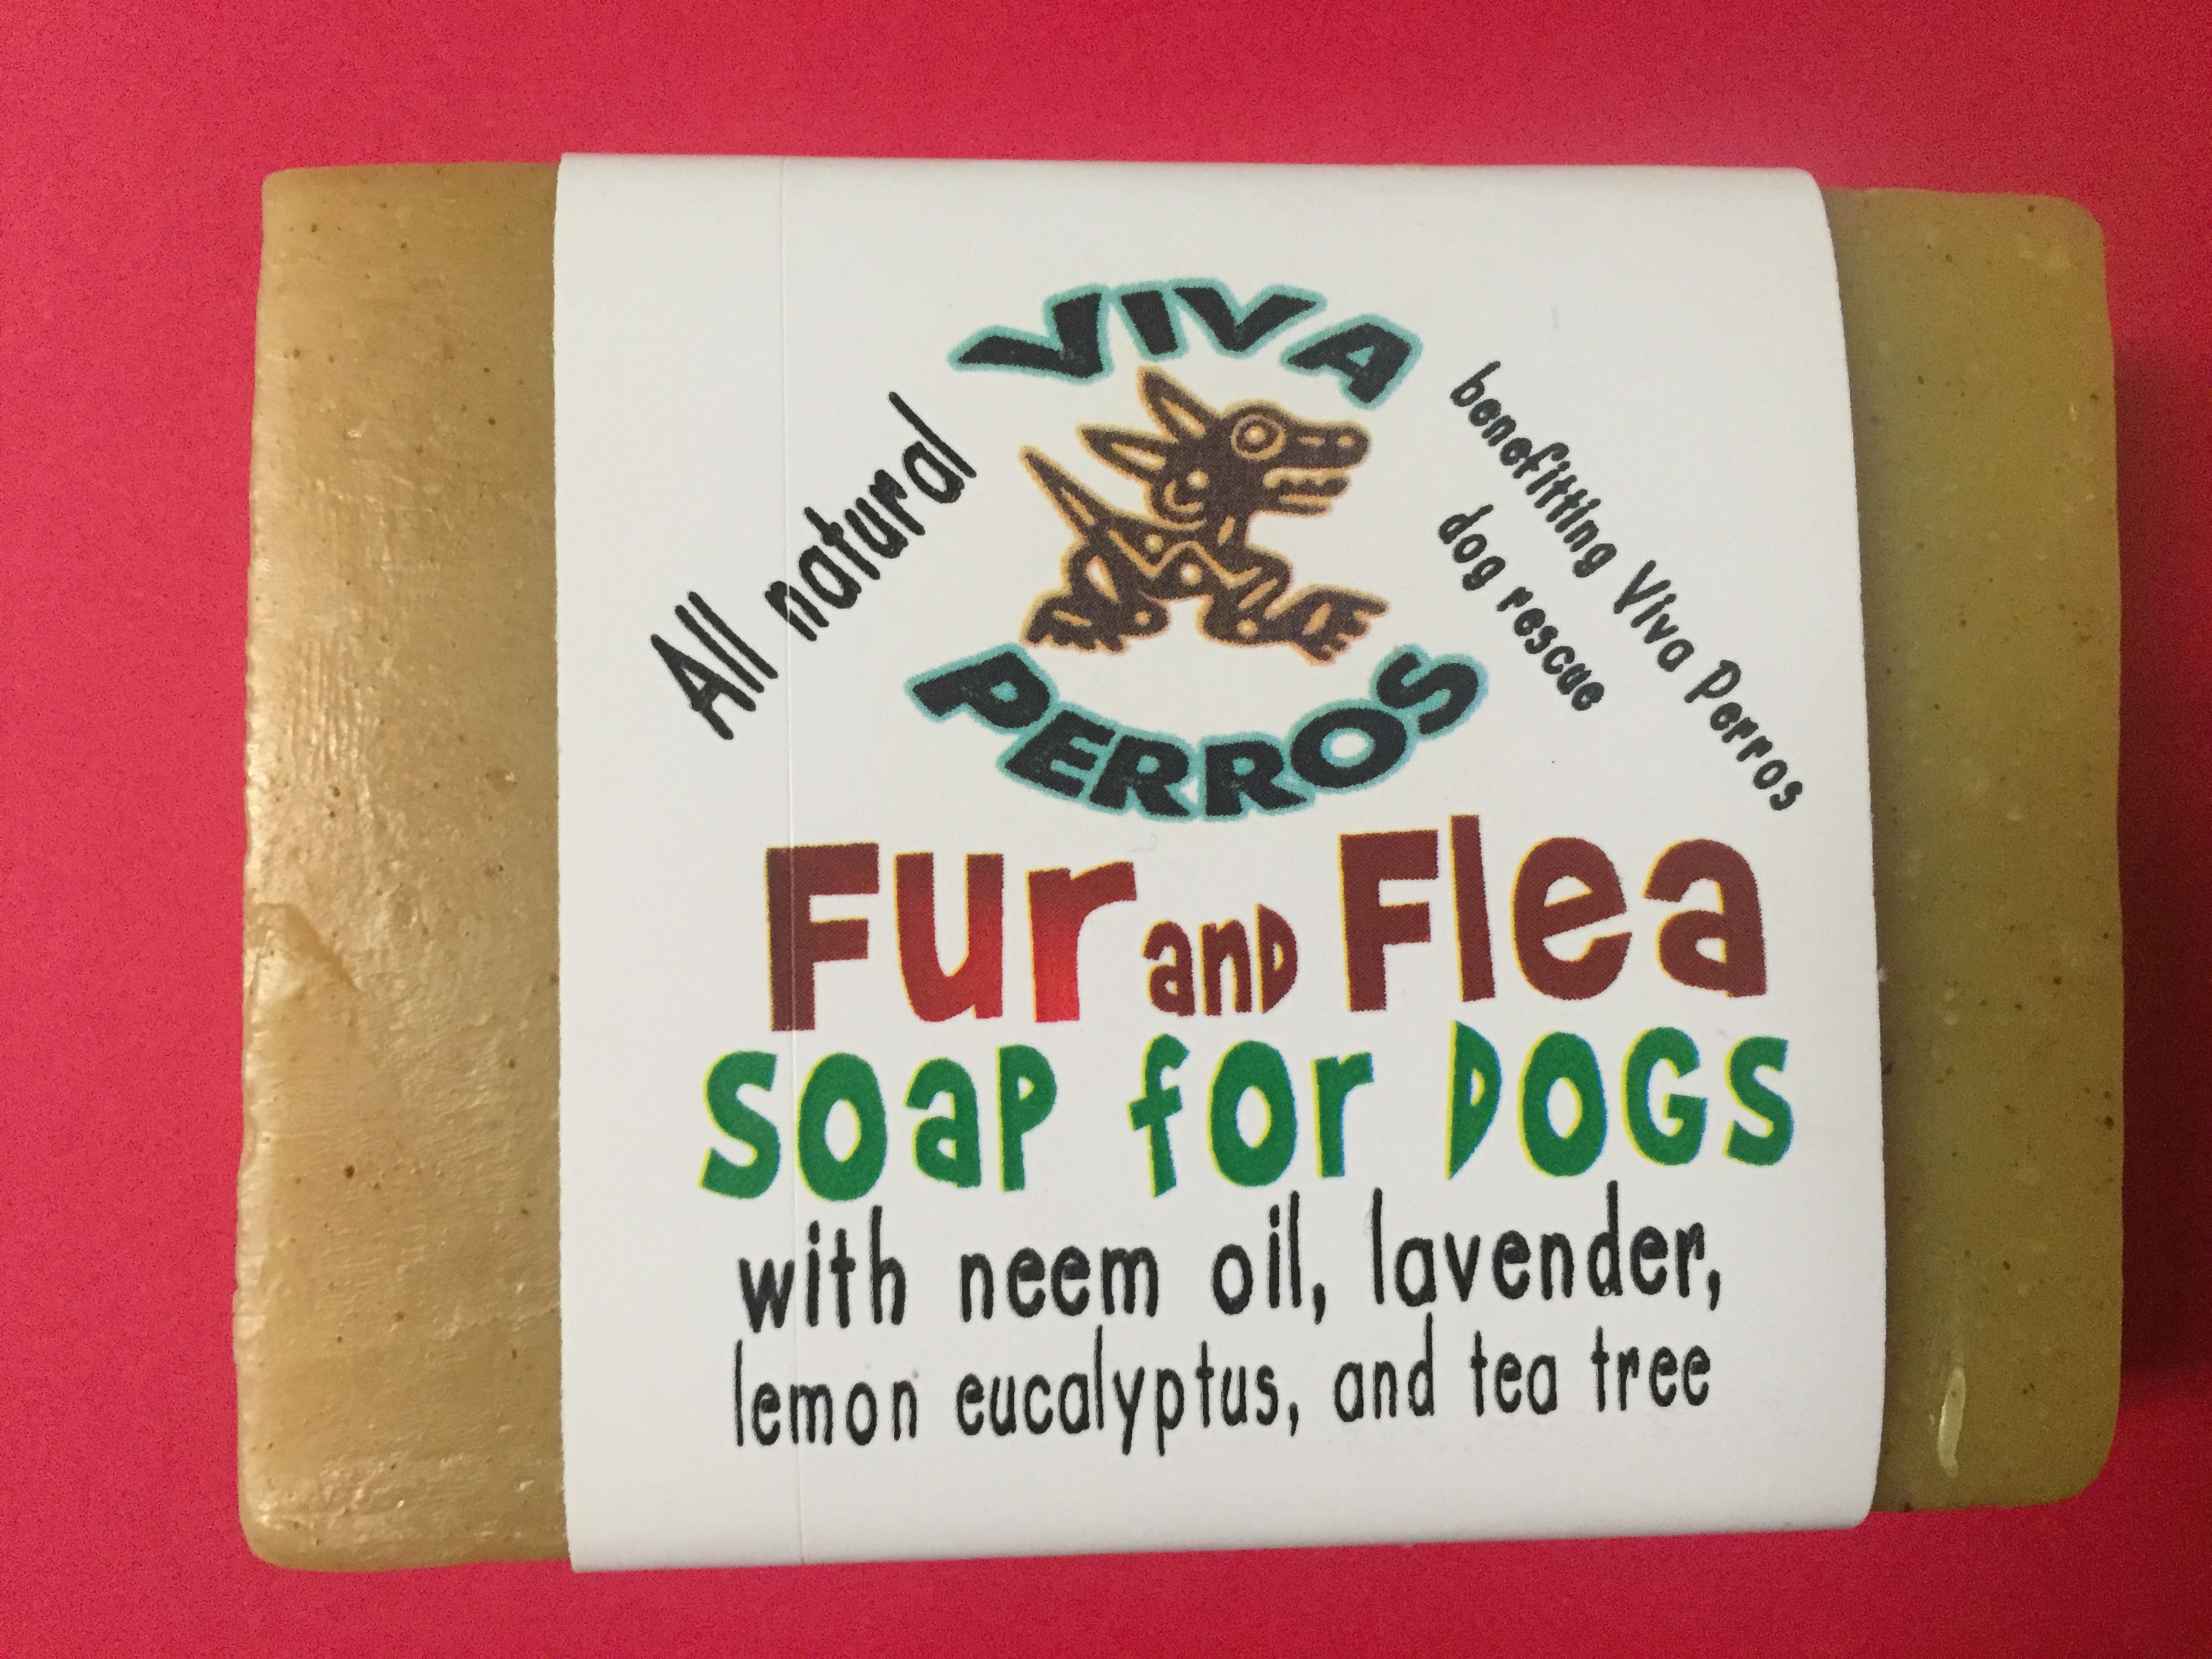 VIVA
PERROS
All natural
benefitting Viva Perros
dog rescue
Fur and Flea
Soap for Dogs
with neem oil, lavender,
lemon eucalyptus, and tea tree